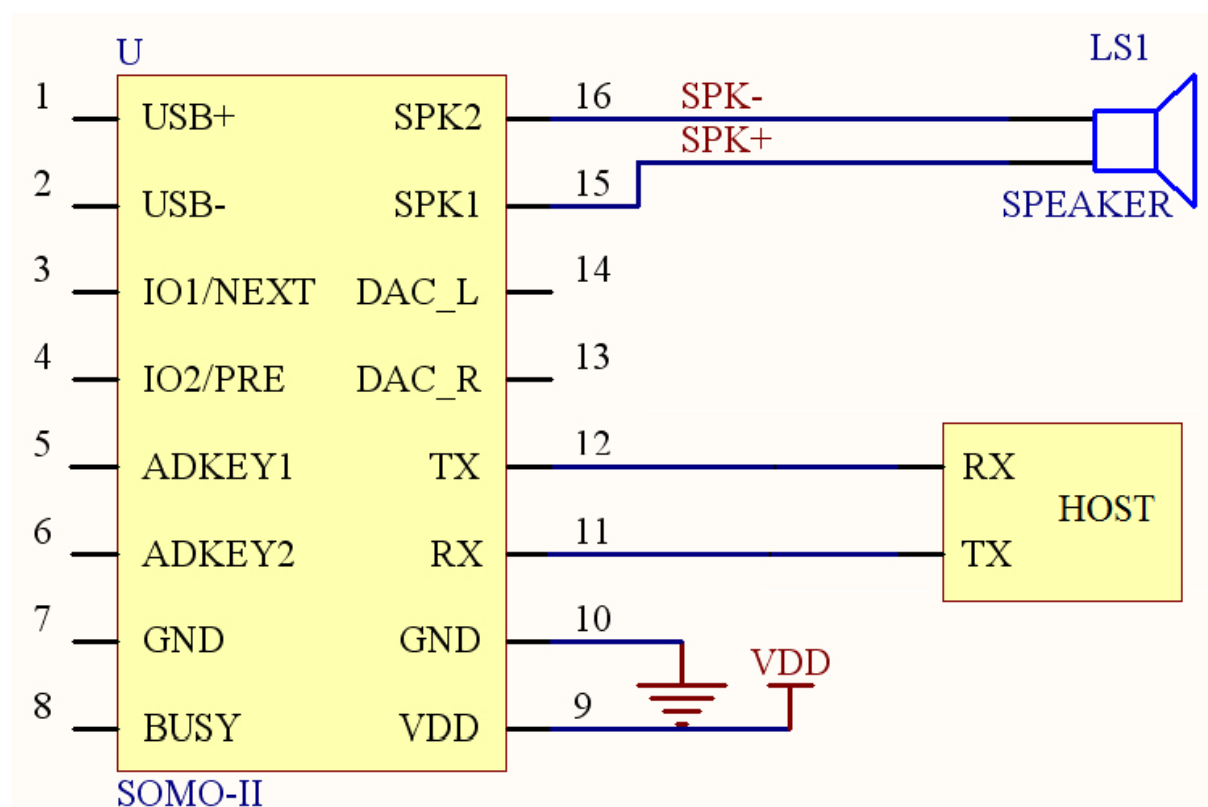 U
LS1
1 USB+ SPK2 16 SPK-
SPK+
2 USB- SPK1 15 SPEAKER
3 IO1/NEXT DAC_L 14
4 IO2/PRE DAC_R 13
5 ADKEY1 TX 12 RX
HOST
6 ADKEY2 RX 11 TX
7 GND GND 10
VDD
8 BUSY VDD 9
SOMO-II